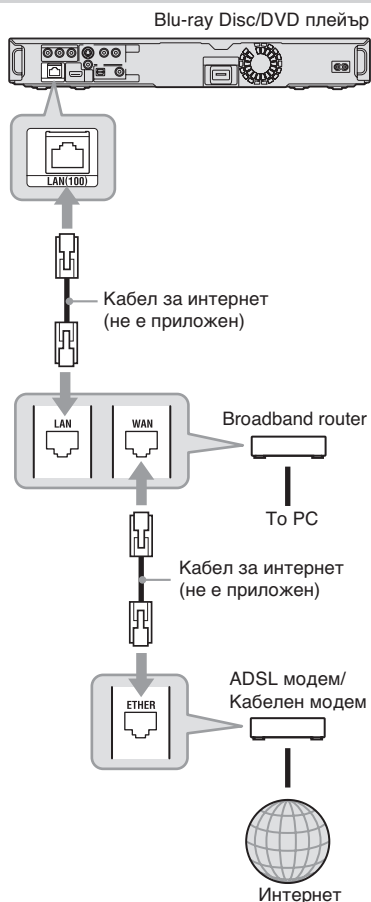 Blu-ray Disc/DVD плейър
LAN(100)
Кабел за интернет
(не е приложен)
LAN
WAN
Broadband router
To PC
Кабел за интернет
(не е приложен)
ETHER
ADSL модем/
Кабелен модем
Интернет